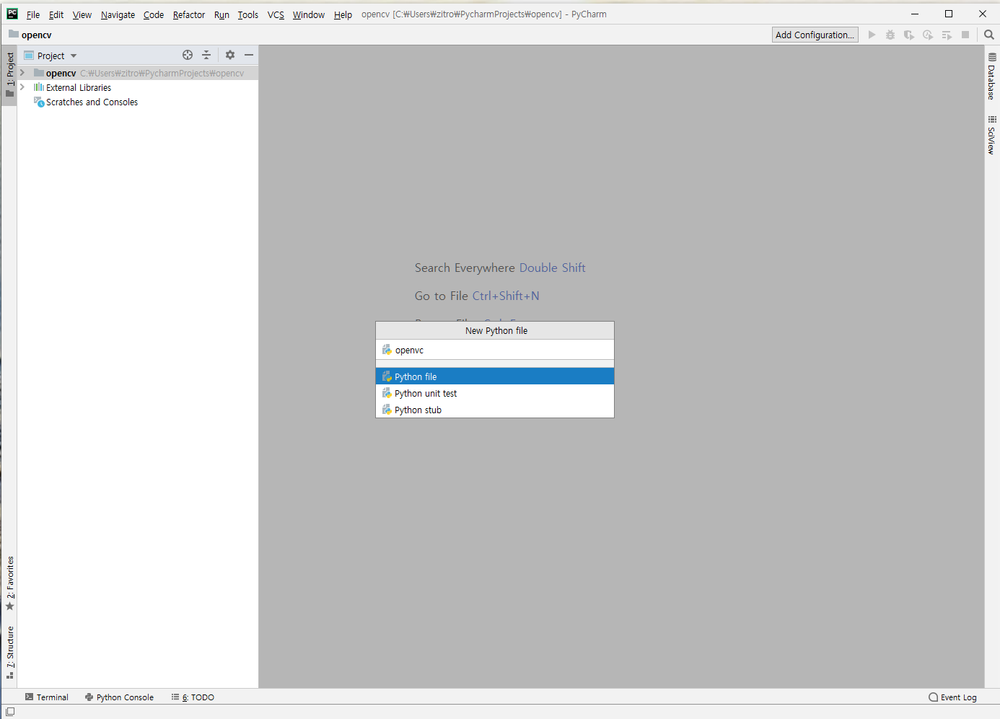 PC
File Edit View Navigate Code Refactor Run Tools VCS Window Help opencv [C:₩Users₩zitro₩PycharmProjects₩opencv] - PyCharm
opencv
Add Configuration...
1: Project
Project
opencv C:₩Users₩zitro₩PycharmProjects₩opencv
External Libraries
Scratches and Consoles
Database
SciView
Search Everywhere Double Shift
Go to File Ctrl+Shift+N
New Python file
openvc
Python file
Python unit test
Python stub
2: Favorites
7: Structure
Terminal Python Console 6: TODO Event Log